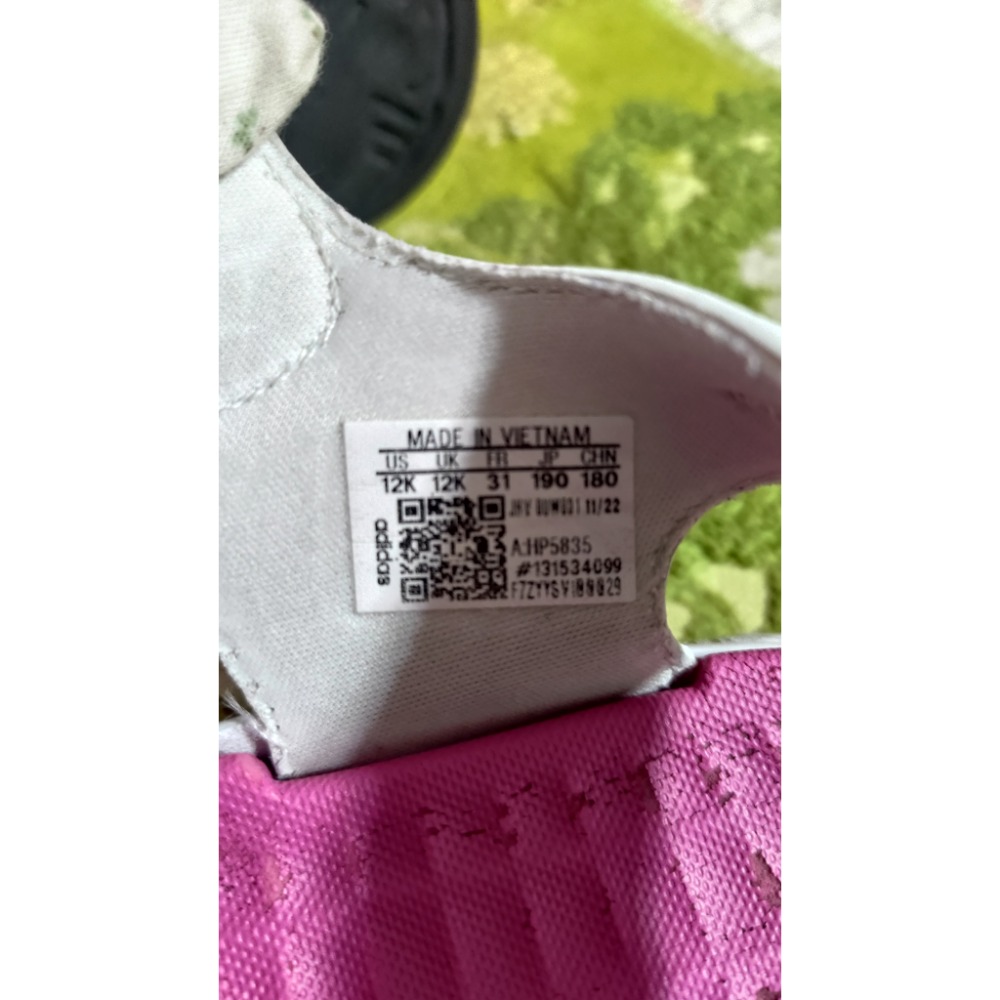 MADE IN VIETNAM
US UK FR JP CHN
12K 12K 31 190 180
11/22
A:HP5835
#131534099
adidas